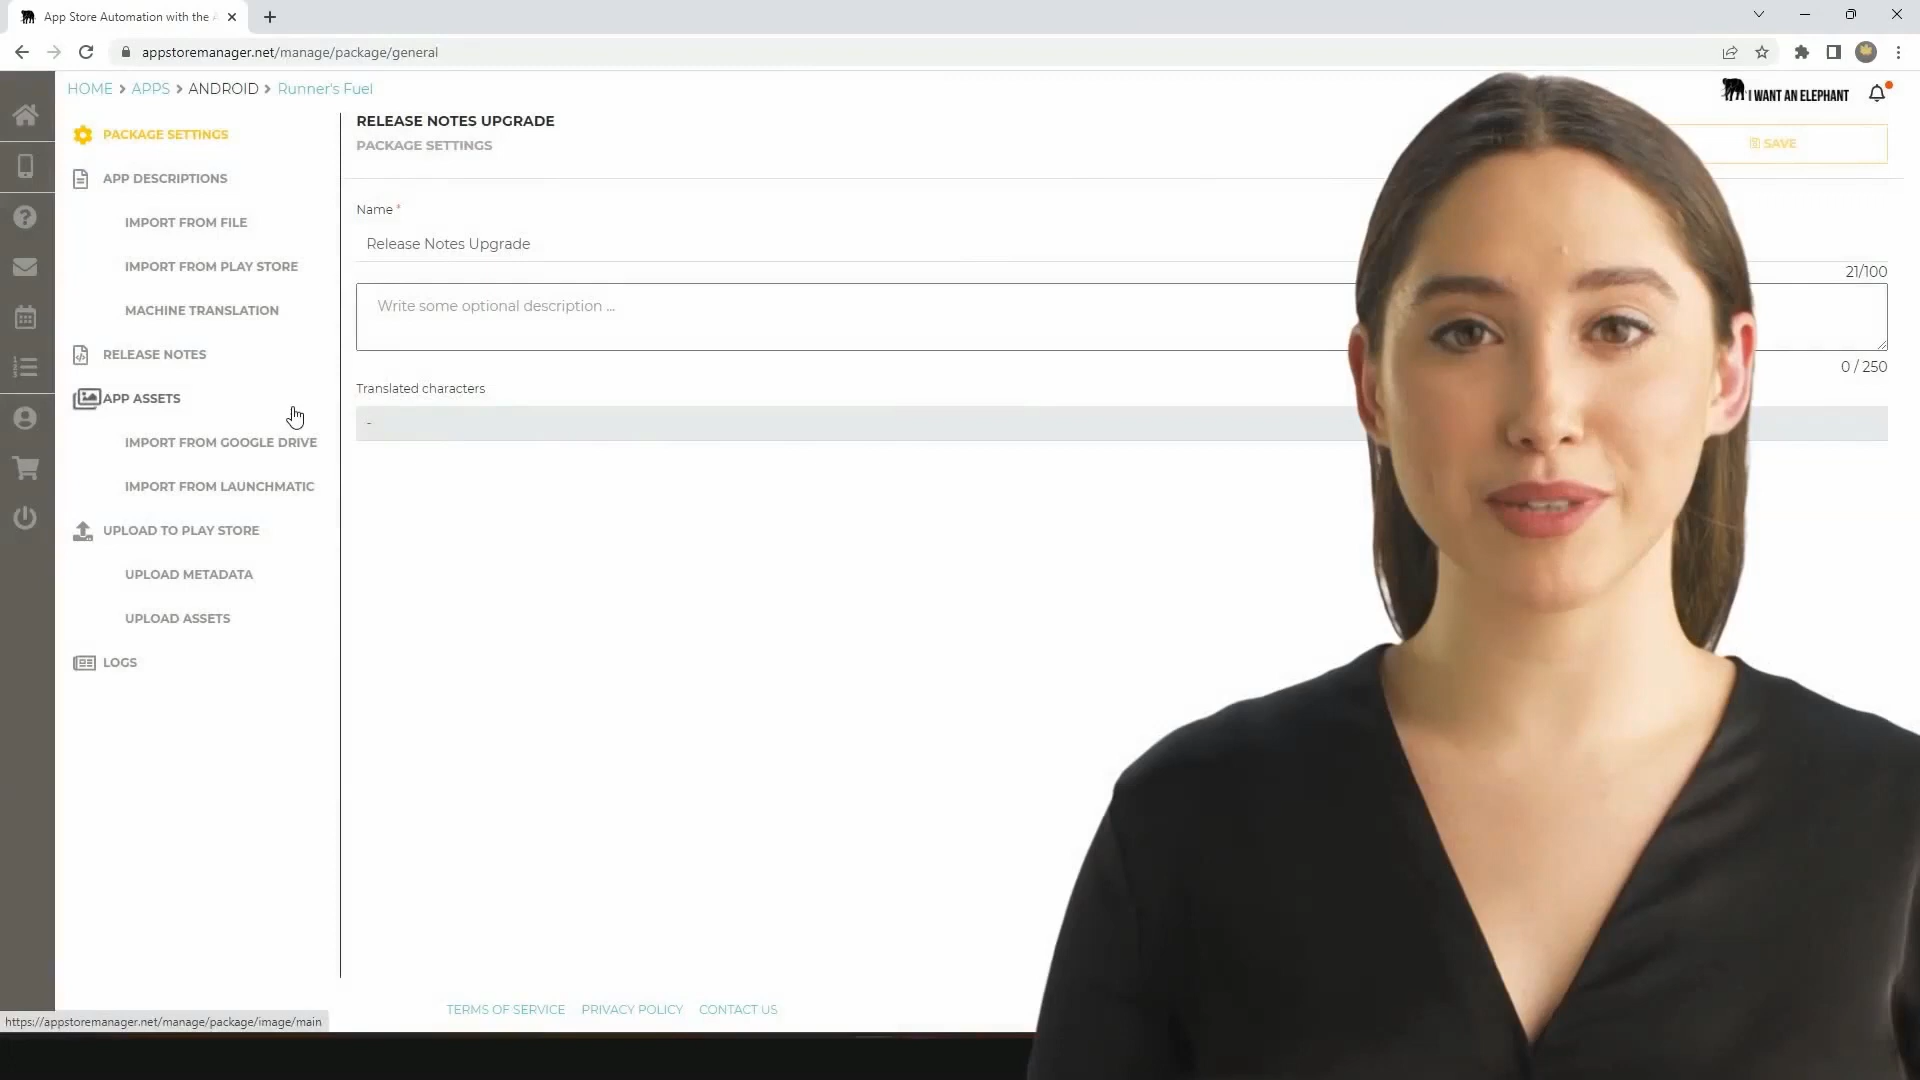 App Store Automation with the
appstoremanager.net/manage/package/general
HOME > APPS > ANDROID > Runner's Fuel
I WANT AN ELEPHANT
PACKAGE SETTINGS
APP DESCRIPTIONS
IMPORT FROM FILE
IMPORT FROM PLAY STORE
MACHINE TRANSLATION
RELEASE NOTES
APP ASSETS
IMPORT FROM GOOGLE DRIVE
IMPORT FROM LAUNCHMATIC
UPLOAD TO PLAY STORE
UPLOAD METADATA
UPLOAD ASSETS
LOGS
RELEASE NOTES UPGRADE
PACKAGE SETTINGS
SAVE
Name *
Release Notes Upgrade
21/100
Write some optional description ...
0 / 250
Translated characters
-
TERMS OF SERVICE PRIVACY POLICY CONTACT US
https://appstoremanager.net/manage/package/image/main